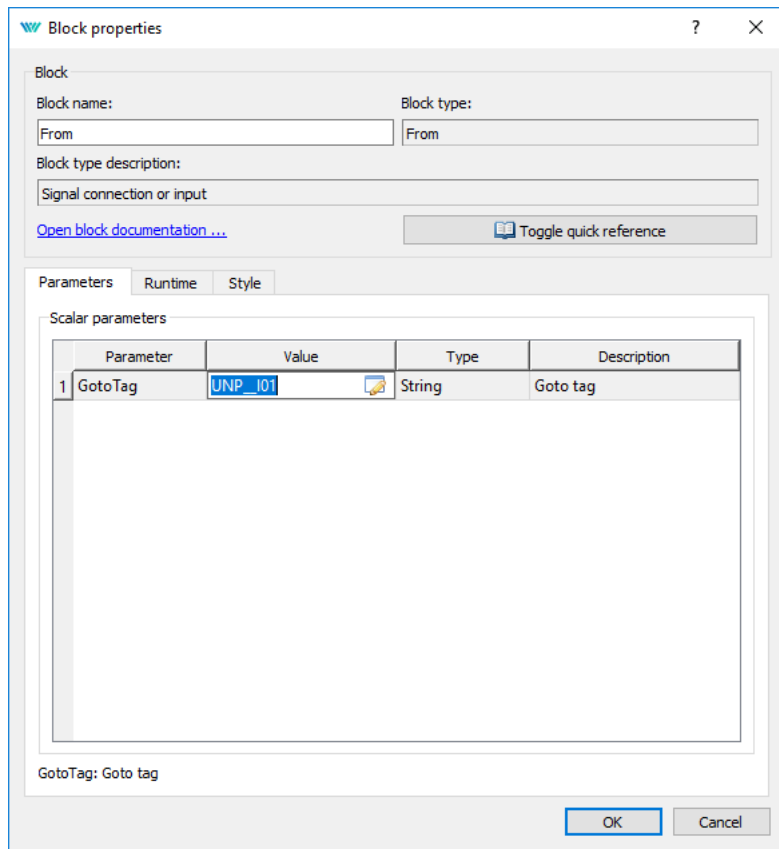 Block properties
?
Block
Block name:
Block type:
From
From
Block type description:
Signal connection or input
Open block documentation ...
Toggle quick reference
Parameters Runtime Style
Scalar parameters
Parameter Value Type Description
1 GotoTag UNP__I01 String Goto tag
GotoTag: Goto tag
OK Cancel